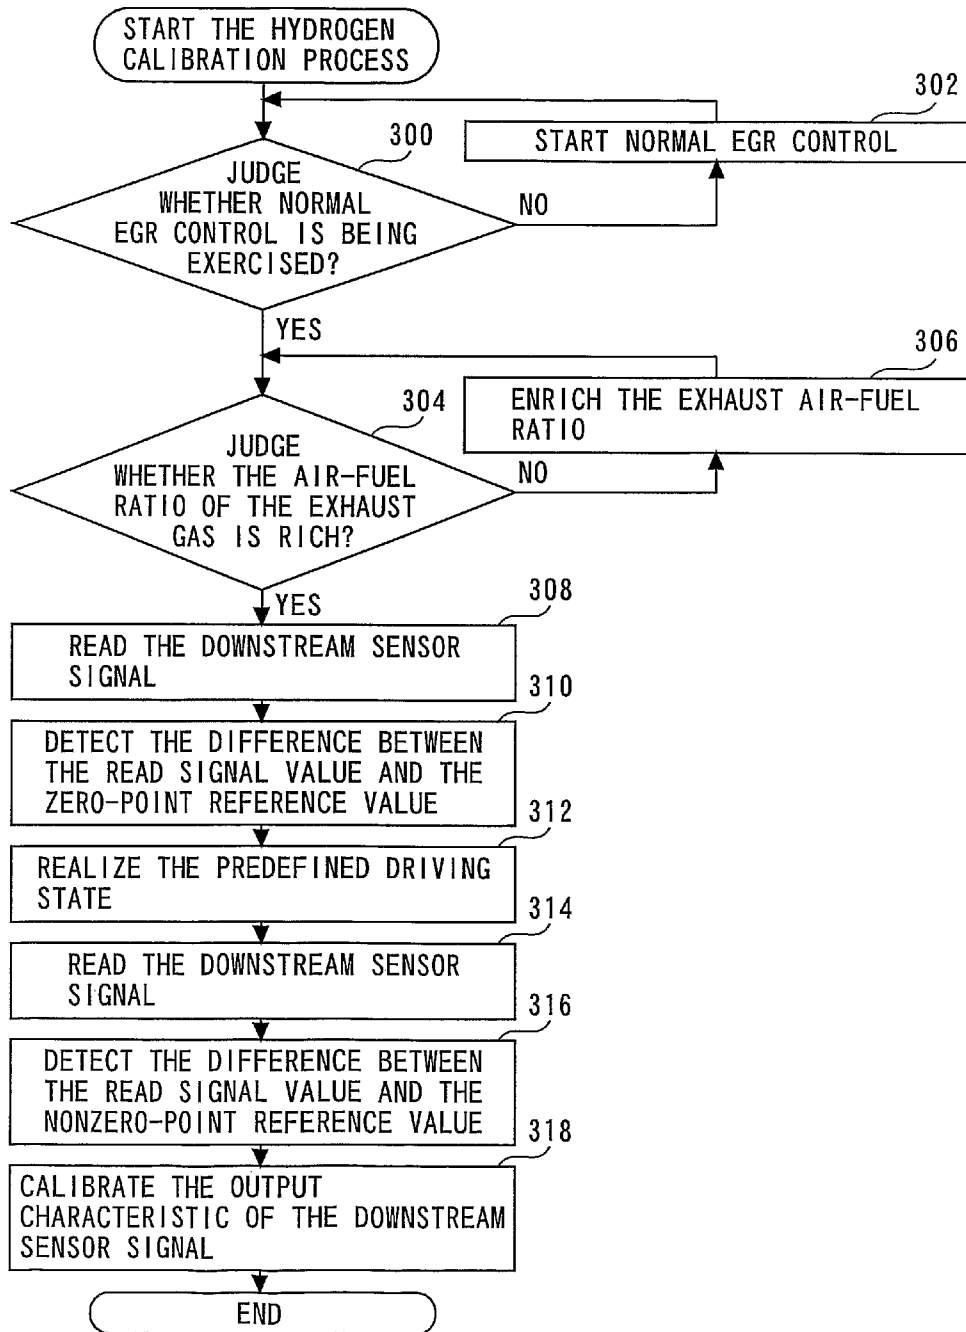 START THE HYDROGEN
CALIBRATION PROCESS
302
START NORMAL EGR CONTROL
300
JUDGE
WHETHER NORMAL
EGR CONTROL IS BEING
EXERCISED?
NO
YES
306
ENRICH THE EXHAUST AIR-FUEL
RATIO
304
JUDGE
WHETHER THE AIR-FUEL
RATIO OF THE EXHAUST
GAS IS RICH?
NO
YES
308
READ THE DOWNSTREAM SENSOR
SIGNAL
310
DETECT THE DIFFERENCE BETWEEN
THE READ SIGNAL VALUE AND THE
ZERO-POINT REFERENCE VALUE
312
REALIZE THE PREDEFINED DRIVING
STATE
314
READ THE DOWNSTREAM SENSOR
SIGNAL
316
DETECT THE DIFFERENCE BETWEEN
THE READ SIGNAL VALUE AND THE
NONZERO-POINT REFERENCE VALUE
318
CALIBRATE THE OUTPUT
CHARACTERISTIC OF THE DOWNSTREAM
SENSOR SIGNAL
END